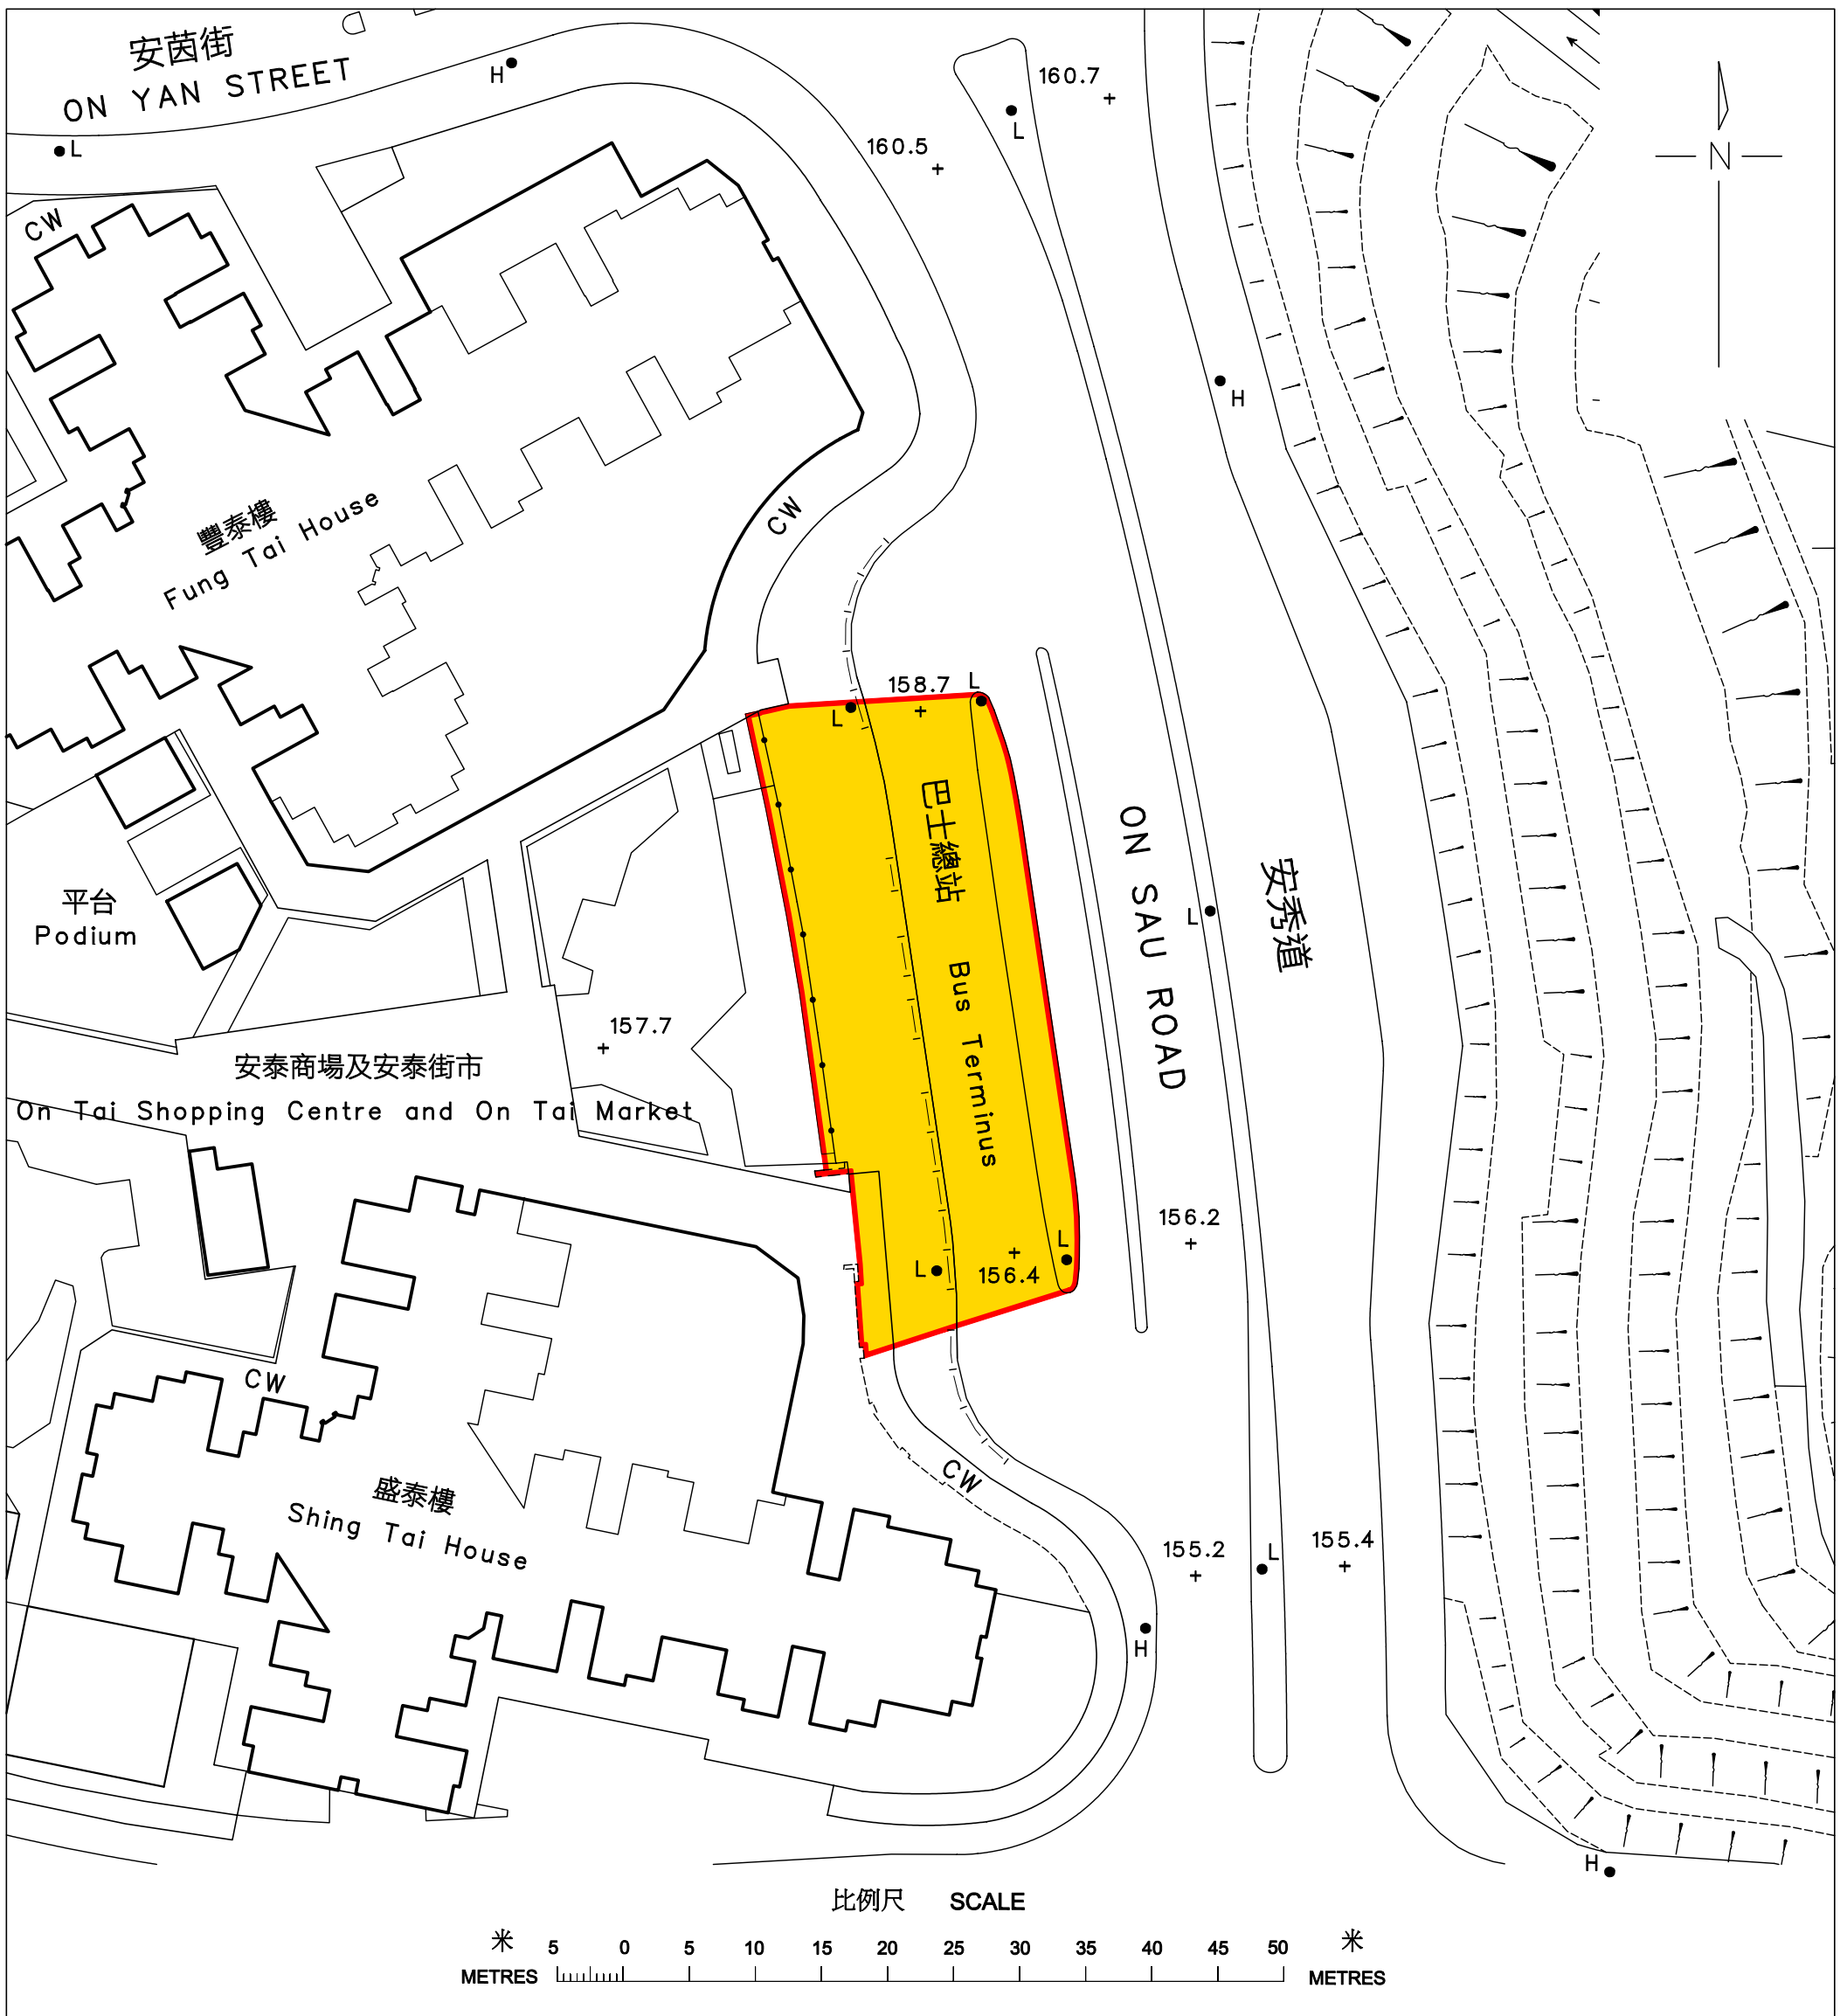 安茵街
ON YAN STREET
H
L
CW
160.7
L
160.5
N
H
CW
豐泰樓
Fung Tai House
158.7
L
L
巴士總站
Bus Terminus
ON SAU ROAD
安秀道
L
平台
Podium
157.7
安泰商場及安泰街市
On Tai Shopping Centre and On Tai Market
156.2
L
L
156.4
CW
CW
盛泰樓
Shing Tai House
155.2
L
155.4
H
H
比例尺 SCALE
米 5 0 5 10 15 20 25 30 35 40 45 50 米
METRES METRES